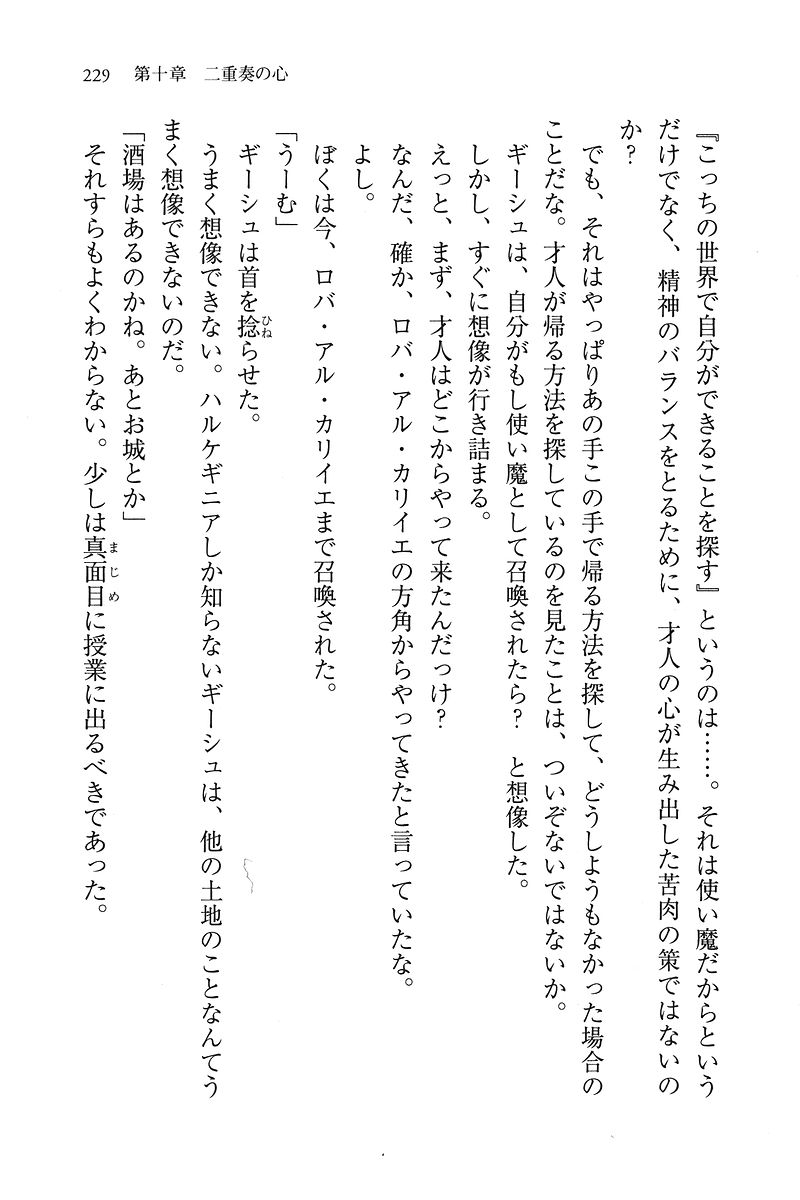 229　第十章　二重奏の心
『こっちの世界で自分ができることを探す』というのは……。それは使い魔だからという
だけでなく、精神のバランスをとるために、才人の心が生み出した苦肉の策ではないの
か？
　でも、それはやっぱりあの手この手で帰る方法を探して、どうしようもなかった場合の
ことだな。才人が帰る方法を探しているのを見たことは、ついぞないではないか。
　ギーシュは、自分がもし使い魔として召喚されたら？　と想像した。
　しかし、すぐに想像が行き詰まる。
　えっと、まず、才人はどこからやって来たんだっけ？
　なんだ、確か、ロバ・アル・カリイエの方角からやってきたと言っていたな。
　よし。
　ぼくは今、ロバ・アル・カリイエまで召喚された。
「うーむ」
　ギーシュは首を捻らせた。
ひね
　うまく想像できない。ハルケギニアしか知らないギーシュは、他の土地のことなんてう
まく想像できないのだ。
「酒場はあるのかね。あとお城とか」
　それすらもよくわからない。少しは真面目に授業に出るべきであった。
まじめ